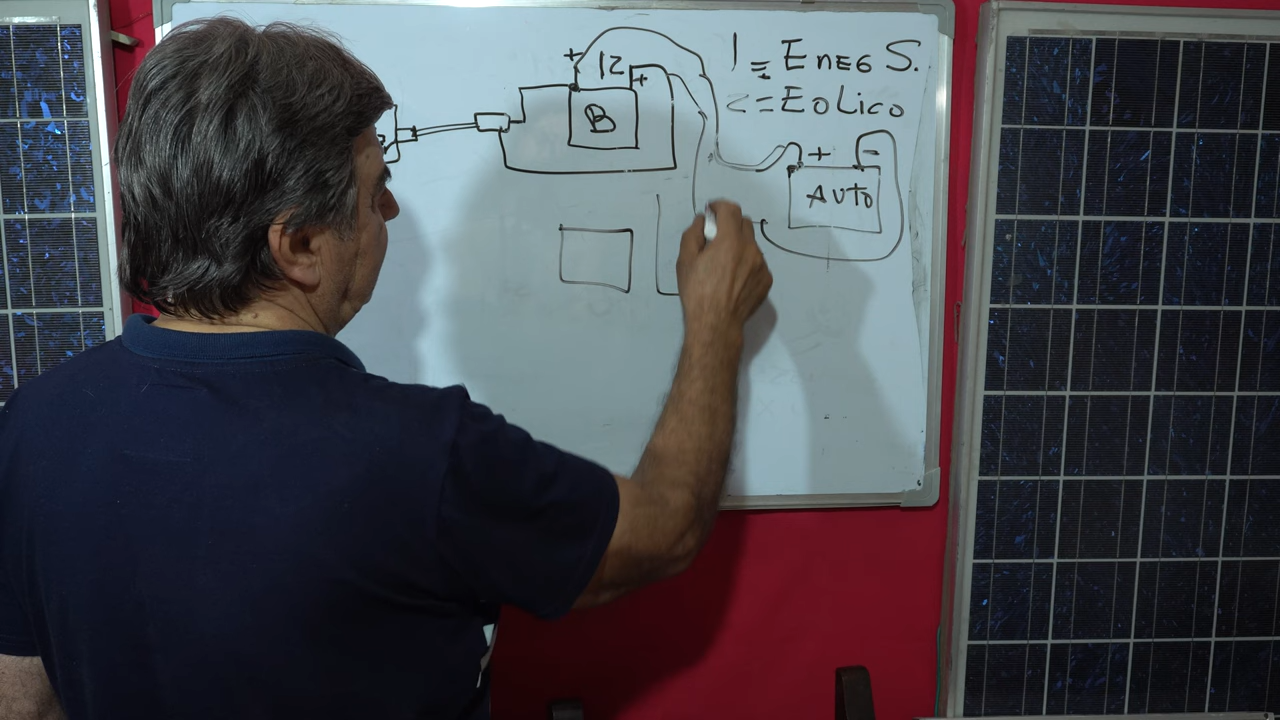 1 = ENEG S.
2 = EOLICO
+ 12 +
B
+ -
AUTO